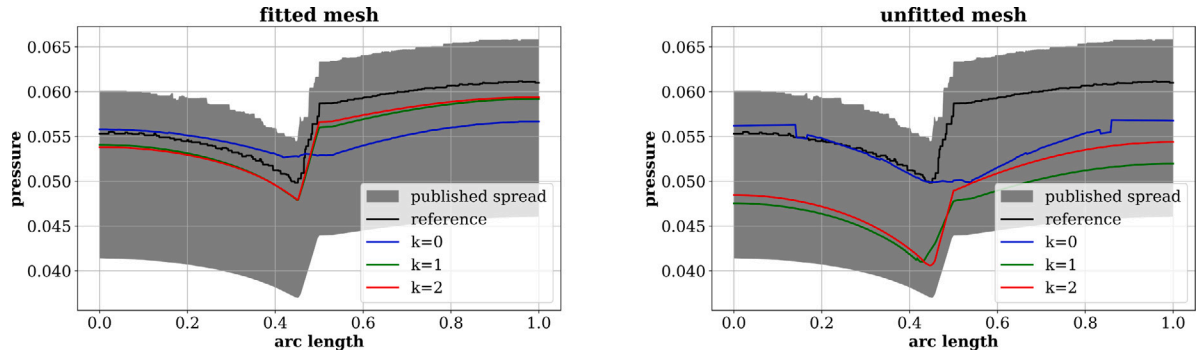 fitted mesh
0.065
0.060
0.055
0.050
0.045
0.040
pressure
published spread
reference
k=0
k=1
k=2
0.0 0.2 0.4 0.6 0.8 1.0
arc length
unfitted mesh
0.065
0.060
0.055
0.050
0.045
0.040
pressure
published spread
reference
k=0
k=1
k=2
0.0 0.2 0.4 0.6 0.8 1.0
arc length